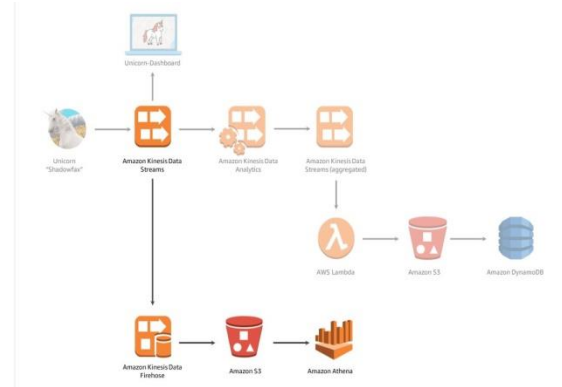 Unicorn-Dashboard
Unicorn
"Shadowfax"
Amazon Kinesis Data
Streams
Amazon Kinesis Data
Analytics
Amazon Kinesis Data
Streams (aggregated)
AWS Lambda
Amazon S3
Amazon DynamoDB
Amazon Kinesis Data
Firehose
Amazon S3
Amazon Athena